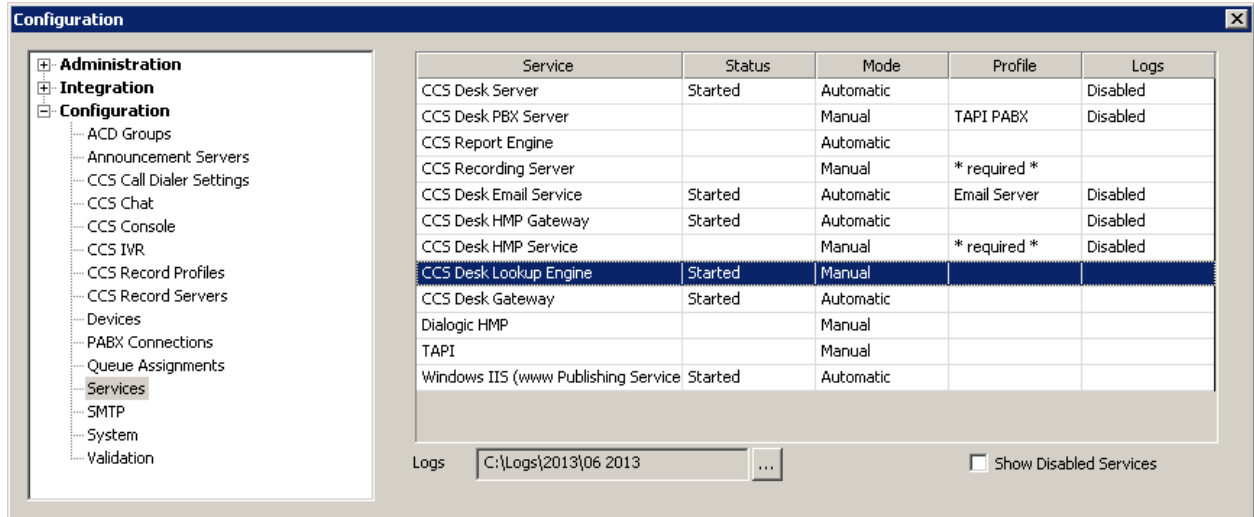 Configuration
Administration
Integration
Configuration
ACD Groups
Announcement Servers
CCS Call Dialer Settings
CCS Chat
CCS Console
CCS IVR
CCS Record Profiles
CCS Record Servers
Devices
PABX Connections
Queue Assignments
Services
SMTP
System
Validation
Service Status Mode Profile Logs
CCS Desk Server Started Automatic Disabled
CCS Desk PBX Server Manual TAPI PABX Disabled
CCS Report Engine Automatic
CCS Recording Server Manual * required *
CCS Desk Email Service Started Automatic Email Server Disabled
CCS Desk HMP Gateway Started Automatic Disabled
CCS Desk HMP Service Manual * required * Disabled
CCS Desk Lookup Engine Started Manual
CCS Desk Gateway Started Automatic
Dialogic HMP Manual
TAPI Manual
Windows IIS (www Publishing Service Started Automatic
Logs C:\Logs\2013\06 2013 ... Show Disabled Services